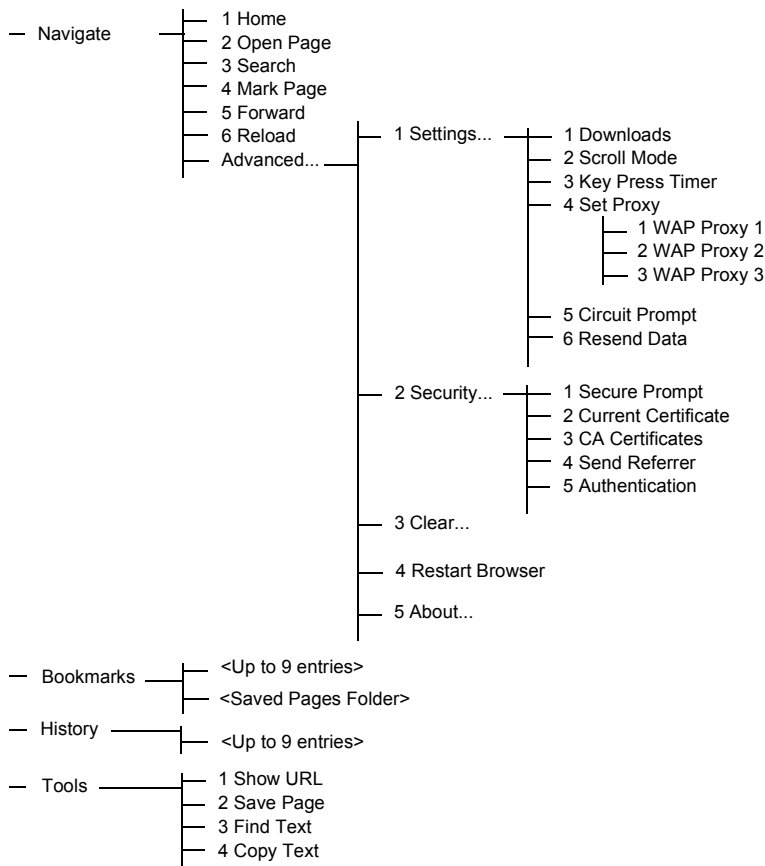 Navigate
1 Home
2 Open Page
3 Search
4 Mark Page
5 Forward
6 Reload
Advanced...
1 Settings...
1 Downloads
2 Scroll Mode
3 Key Press Timer
4 Set Proxy
1 WAP Proxy 1
2 WAP Proxy 2
3 WAP Proxy 3
5 Circuit Prompt
6 Resend Data
2 Security...
1 Secure Prompt
2 Current Certificate
3 CA Certificates
4 Send Referrer
5 Authentication
3 Clear...
4 Restart Browser
5 About...
Bookmarks
<Up to 9 entries>
<Saved Pages Folder>
History
<Up to 9 entries>
Tools
1 Show URL
2 Save Page
3 Find Text
4 Copy Text